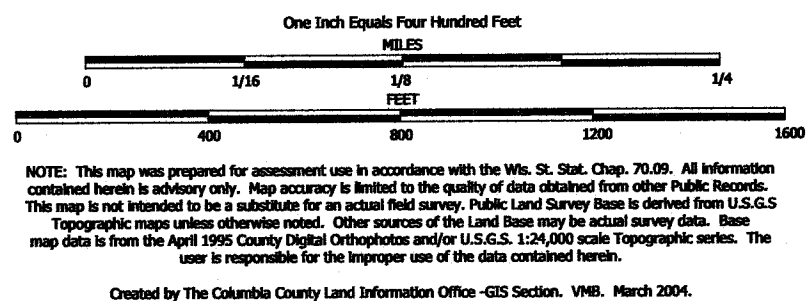 One Inch Equals Four Hundred Feet
MILES
0 1/16 1/8 1/4
FEET
0 400 800 1200 1600
NOTE: This map was prepared for assessment use in accordance with the Wis. St. Stat. Chap. 70.09. All information
contained herein is advisory only. Map accuracy is limited to the quality of data obtained from other Public Records.
This map is not intended to be a substitute for an actual field survey. Public Land Survey Base is derived from U.S.G.S
Topographic maps unless otherwise noted. Other sources of the Land Base may be actual survey data. Base
map data is from the April 1995 County Digital Orthophotos and/or U.S.G.S. 1:24,000 scale Topographic series. The
user is responsible for the improper use of the data contained herein.
Created by The Columbia County Land Information Office -GIS Section. VMB. March 2004.